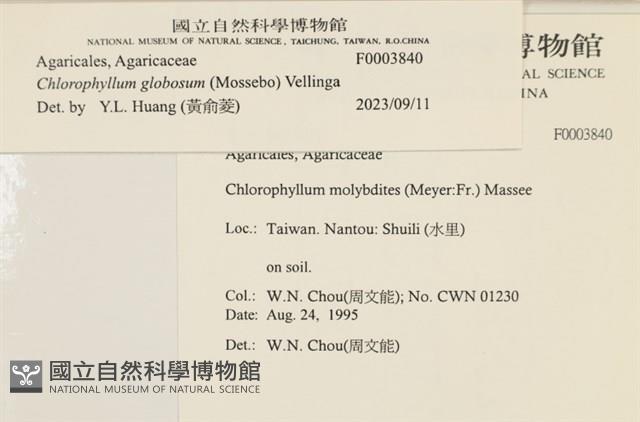 國立自然科學博物館
NATIONAL MUSEUM OF NATURAL SCIENCE, TAICHUNG, TAIWAN, R.O.CHINA
Agaricales, Agaricaceae F0003840
Chlorophyllum globosum (Mossebo) Vellinga
Det. by Y.L. Huang (黃俞菱) 2023/09/11
博物館
AL SCIENCE
INA
F0003840
Agaricales, Agaricaceae
Chlorophyllum molybdites (Meyer:Fr.) Massee
Loc.: Taiwan. Nantou: Shuili (水里)
on soil.
Col.: W.N. Chou(周文能); No. CWN 01230
Date: Aug. 24, 1995
Det.: W.N. Chou(周文能)
國立自然科學博物館
NATIONAL MUSEUM OF NATURAL SCIENCE